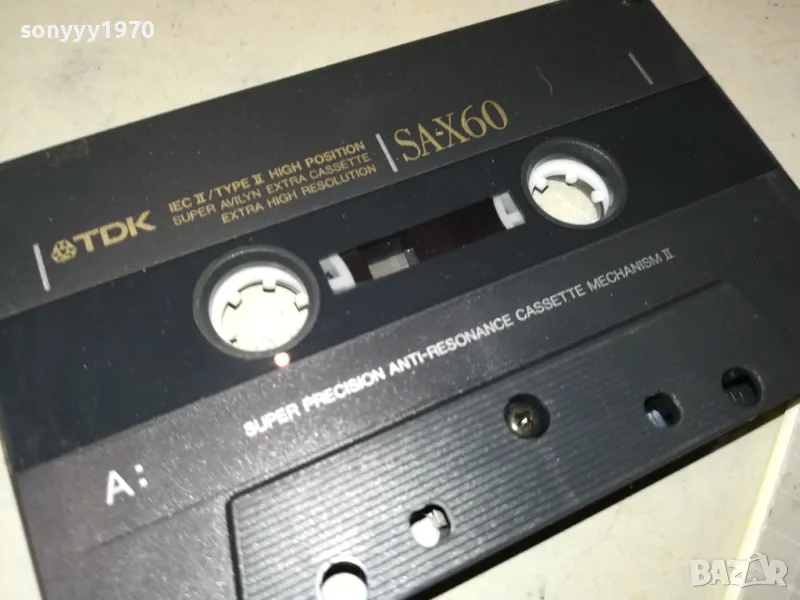 sonyyy1970
TDK
IEC II/TYPE II HIGH POSITION
SUPER AVILYN EXTRA CASSETTE
EXTRA HIGH RESOLUTION
SA-X60
SUPER PRECISION ANTI-RESONANCE CASSETTE MECHANISM II
A:
BAZAR